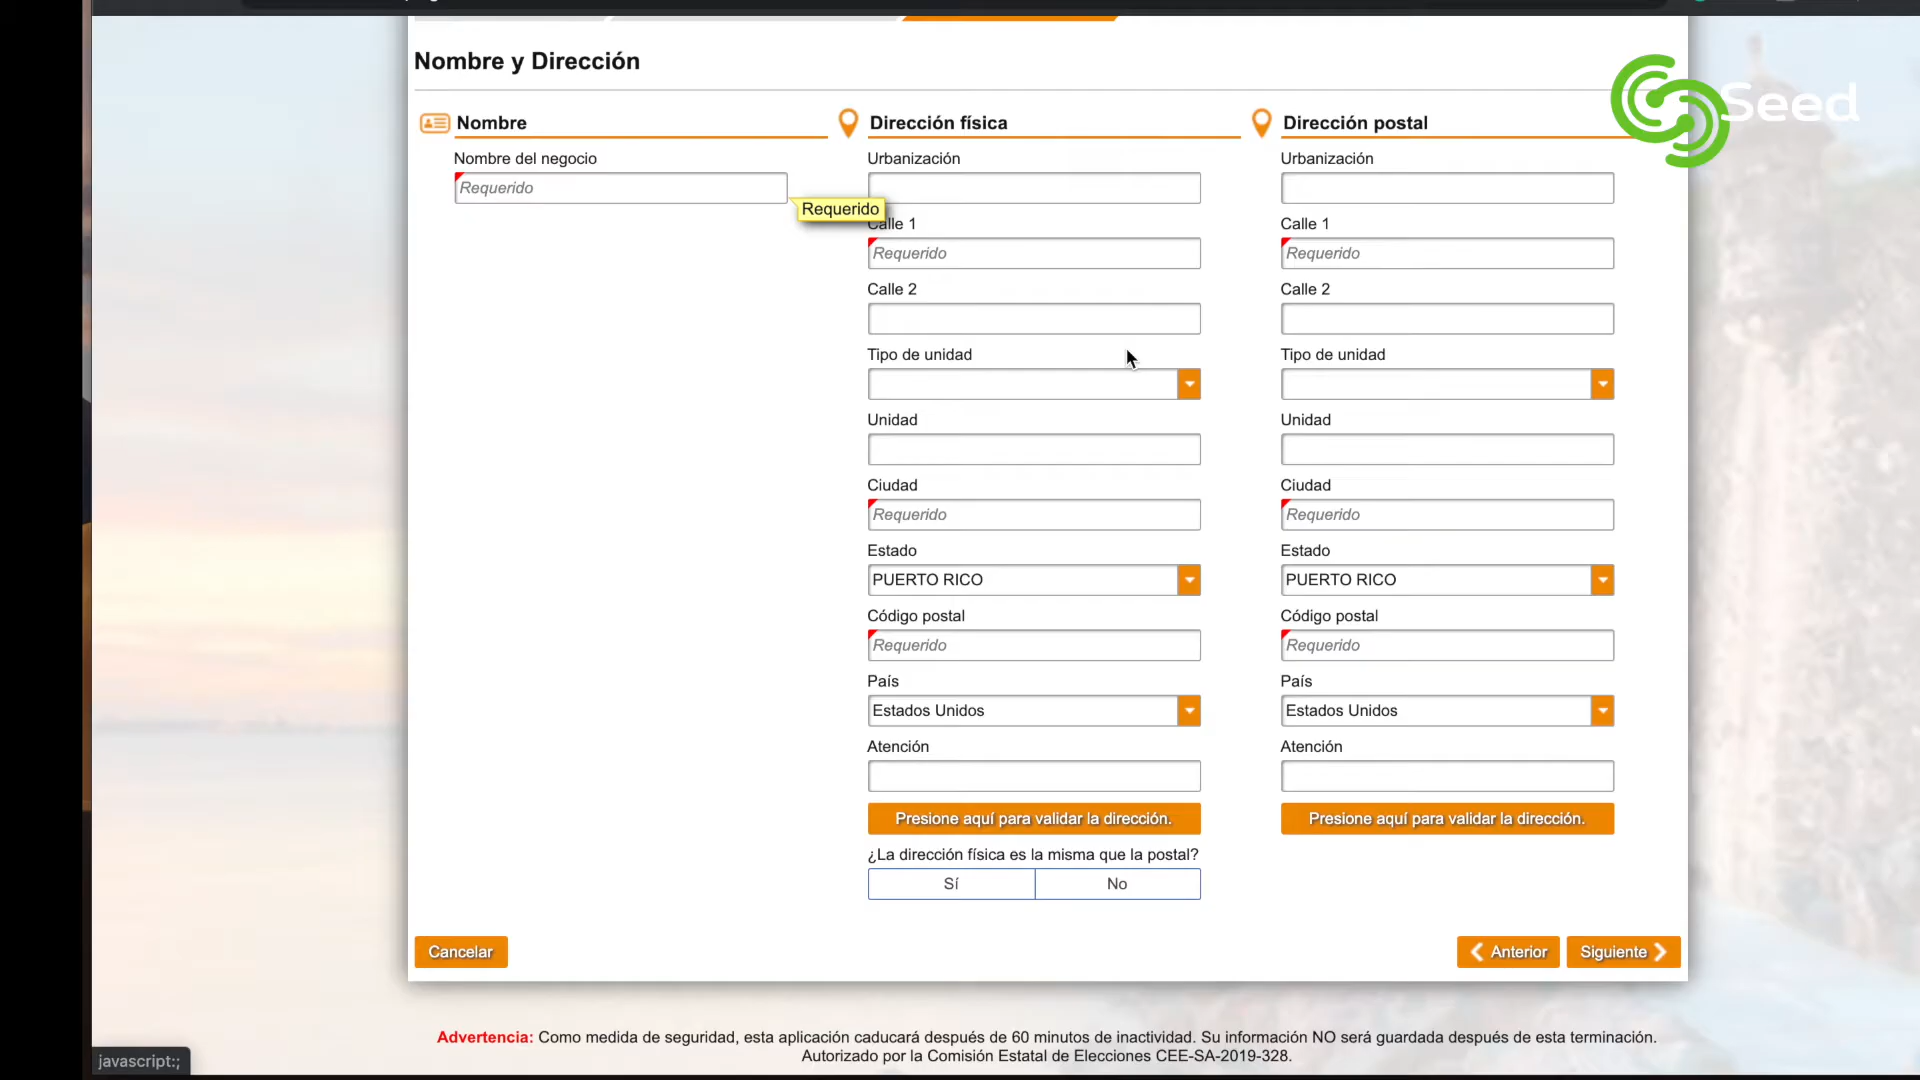 Nombre y Dirección
Seed
Nombre
Nombre del negocio
Requerido
Requerido
Dirección física
Urbanización
Calle 1
Requerido
Calle 2
Tipo de unidad
Unidad
Ciudad
Requerido
Estado
PUERTO RICO
Código postal
Requerido
País
Estados Unidos
Atención
Presione aquí para validar la dirección.
¿La dirección física es la misma que la postal?
Sí No
Dirección postal
Urbanización
Calle 1
Requerido
Calle 2
Tipo de unidad
Unidad
Ciudad
Requerido
Estado
PUERTO RICO
Código postal
Requerido
País
Estados Unidos
Atención
Presione aquí para validar la dirección.
Cancelar
Anterior
Siguiente
Advertencia: Como medida de seguridad, esta aplicación caducará después de 60 minutos de inactividad. Su información NO será guardada después de esta terminación.
Autorizado por la Comisión Estatal de Elecciones CEE-SA-2019-328.
javascript:;